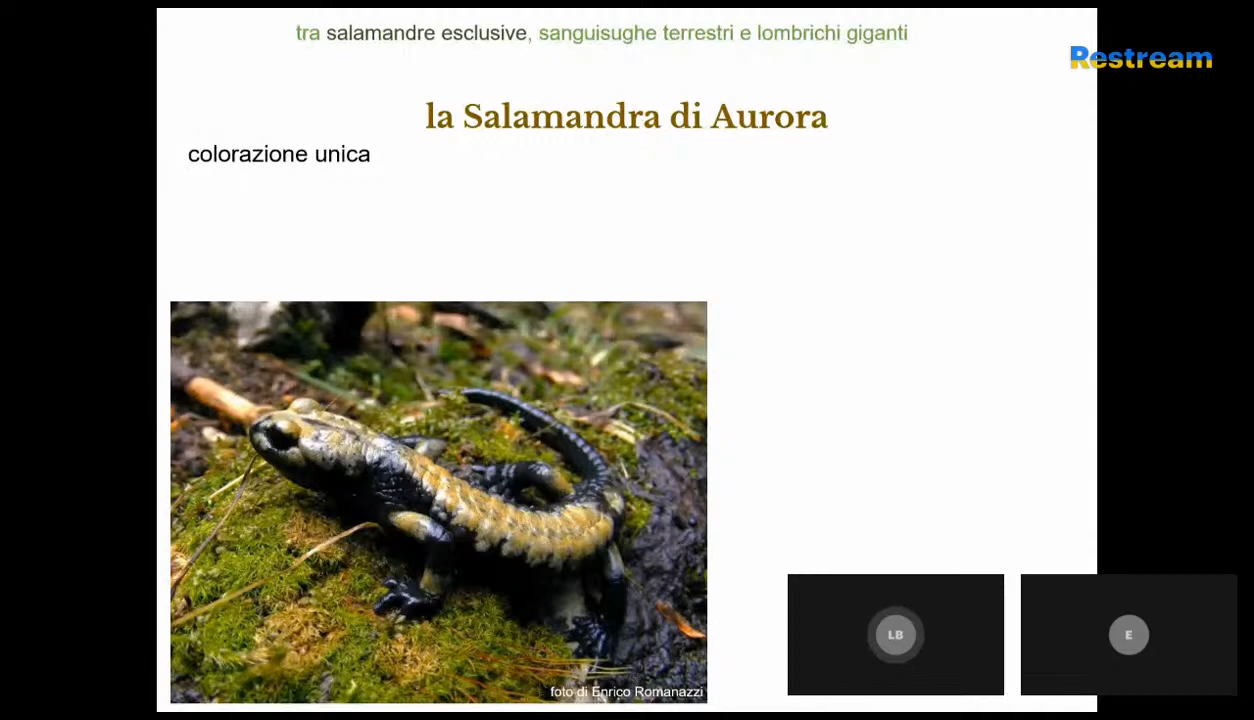 tra salamandre esclusive, sanguisughe terrestri e lombrichi giganti
Restream
la Salamandra di Aurora
colorazione unica
foto di Enrico Romanazzi
LB
E